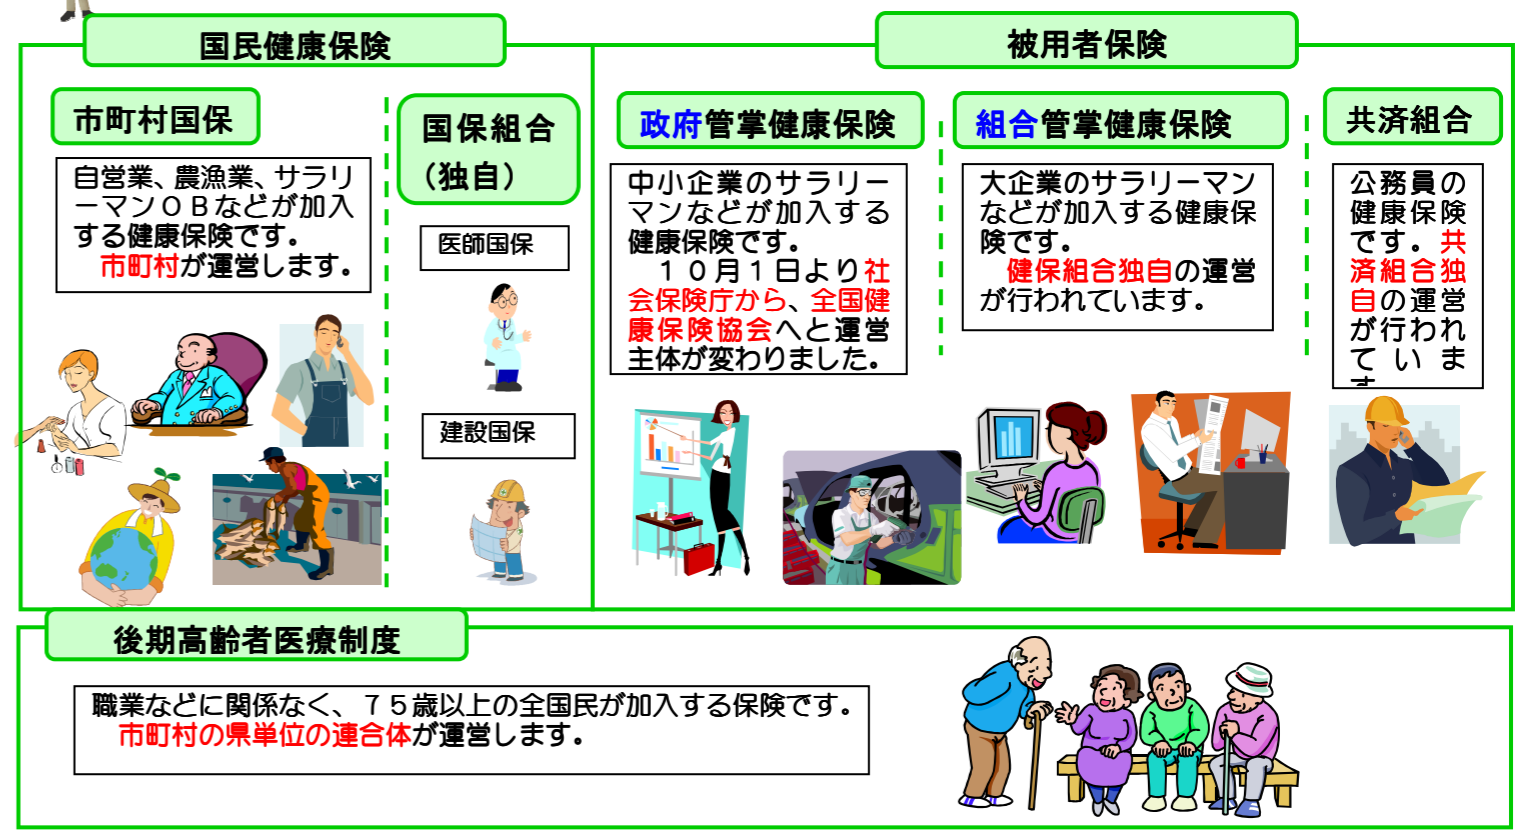 国民健康保険
被用者保険
市町村国保
自営業、農漁業、サラリ
ーマンＯＢなどが加入
する健康保険です。
市町村が運営します。
国保組合
（独自）
医師国保
建設国保
政府管掌健康保険
中小企業のサラリー
マンなどが加入する
健康保険です。
１０月１日より社
会保険庁から、全国健
康保険協会へと運営
主体が変わりました。
組合管掌健康保険
大企業のサラリーマン
などが加入する健康保
険です。
健保組合独自の運営
が行われています。
共済組合
公務員の
健康保険
です。共
済組合独
自の運営
が行われ
ていま
後期高齢者医療制度
職業などに関係なく、７５歳以上の全国民が加入する保険です。
市町村の県単位の連合体が運営します。